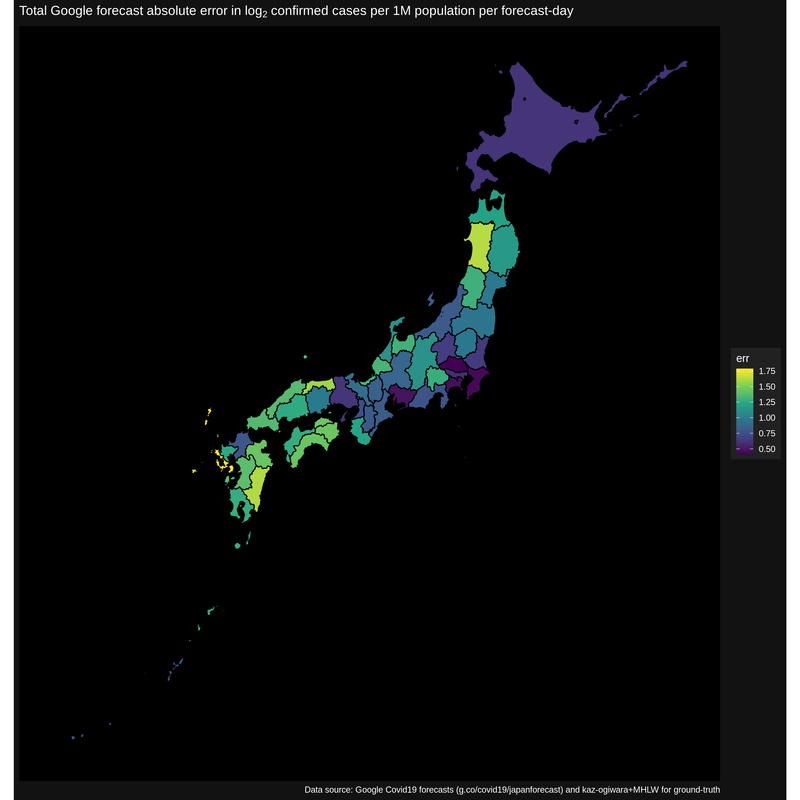 Total Google forecast absolute error in log₂ confirmed cases per 1M population per forecast-day
err
1.75
1.50
1.25
1.00
0.75
0.50
Data source: Google Covid19 forecasts (g.co/covid19/japanforecast) and kaz-ogiwara+MHLW for ground-truth